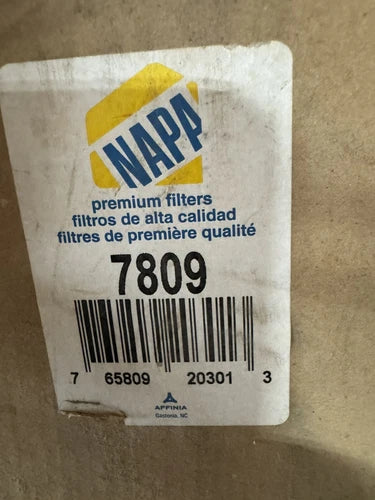 NAPA
premium filters
filtros de alta calidad
filtres de première qualité
7809
7 65809 20301 3
AFFINIA
Gastonia, NC